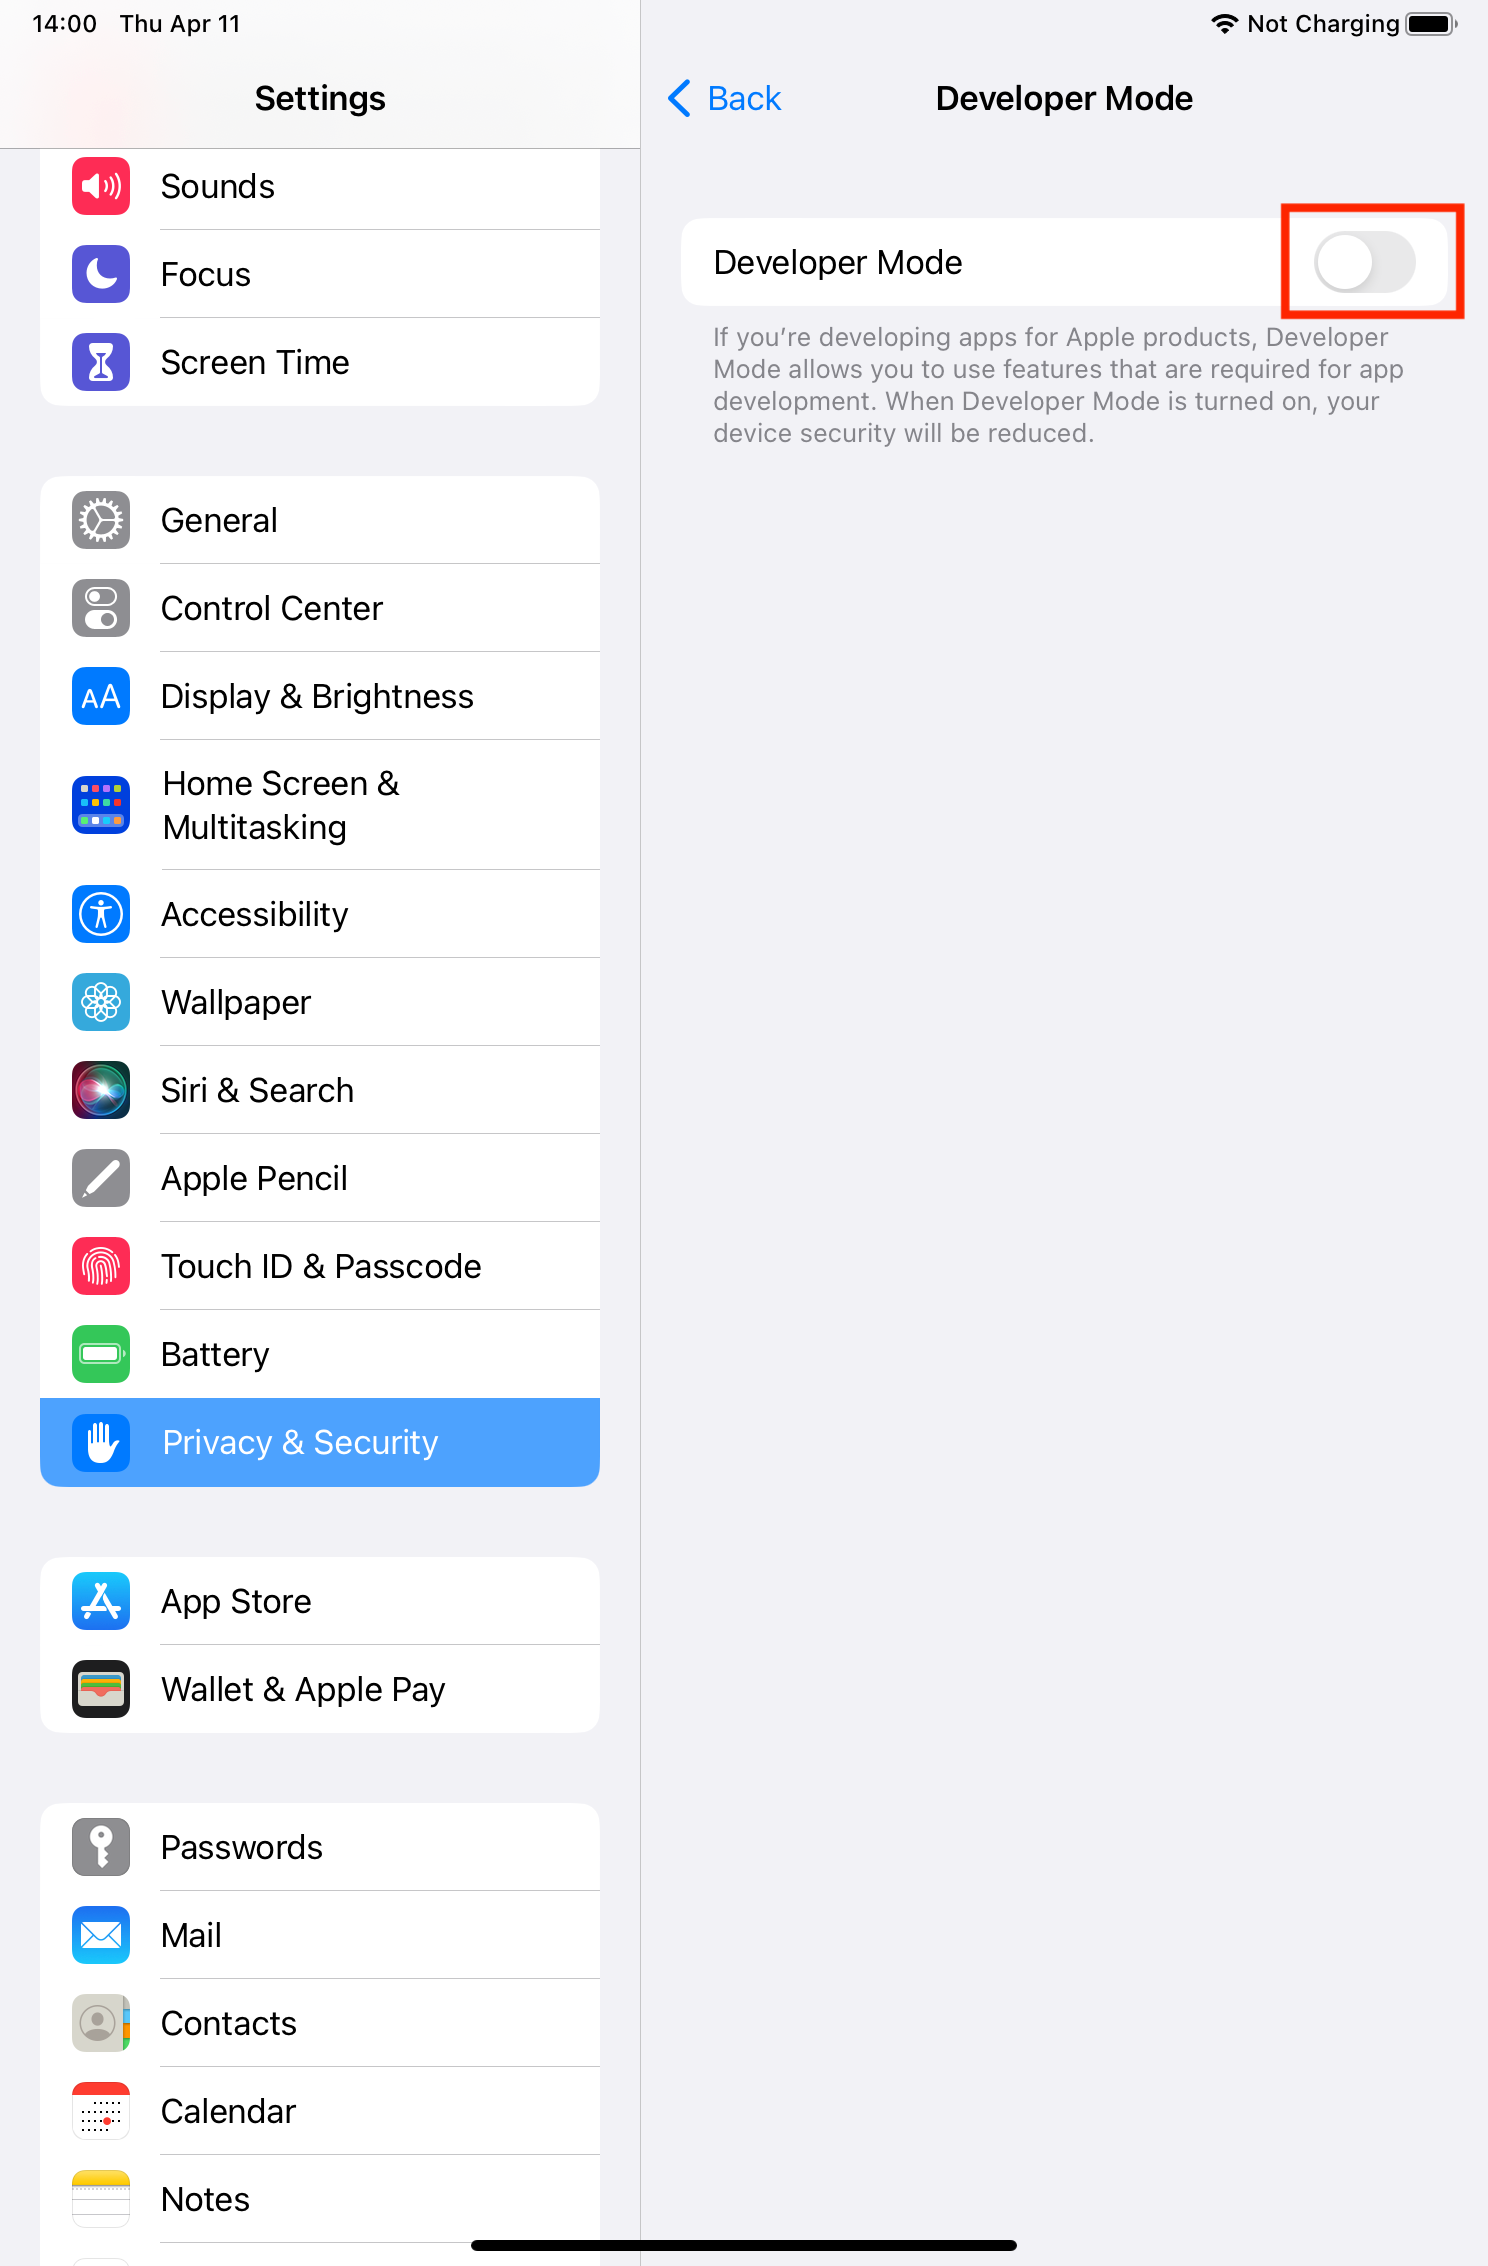 14:00 Thu Apr 11
Not Charging
Settings
Sounds
Focus
Screen Time
General
Control Center
AA Display & Brightness
Home Screen &
Multitasking
Accessibility
Wallpaper
Siri & Search
Apple Pencil
Touch ID & Passcode
Battery
Privacy & Security
App Store
Wallet & Apple Pay
Passwords
Mail
Contacts
Calendar
Notes
Back
Developer Mode
Developer Mode
If you’re developing apps for Apple products, Developer
Mode allows you to use features that are required for app
development. When Developer Mode is turned on, your
device security will be reduced.